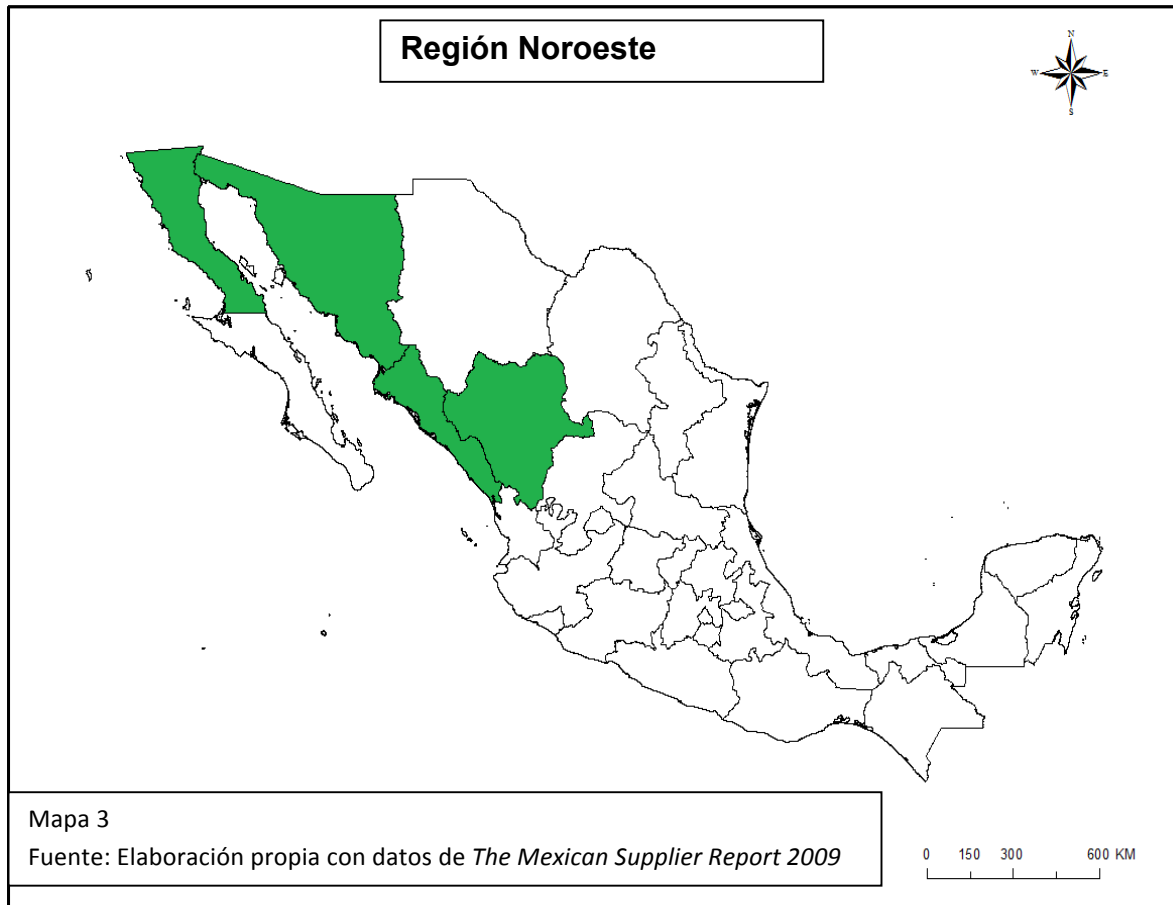 Región Noroeste
N
W
E
S
Mapa 3
Fuente: Elaboración propia con datos de The Mexican Supplier Report 2009
0 150 300 600 KM